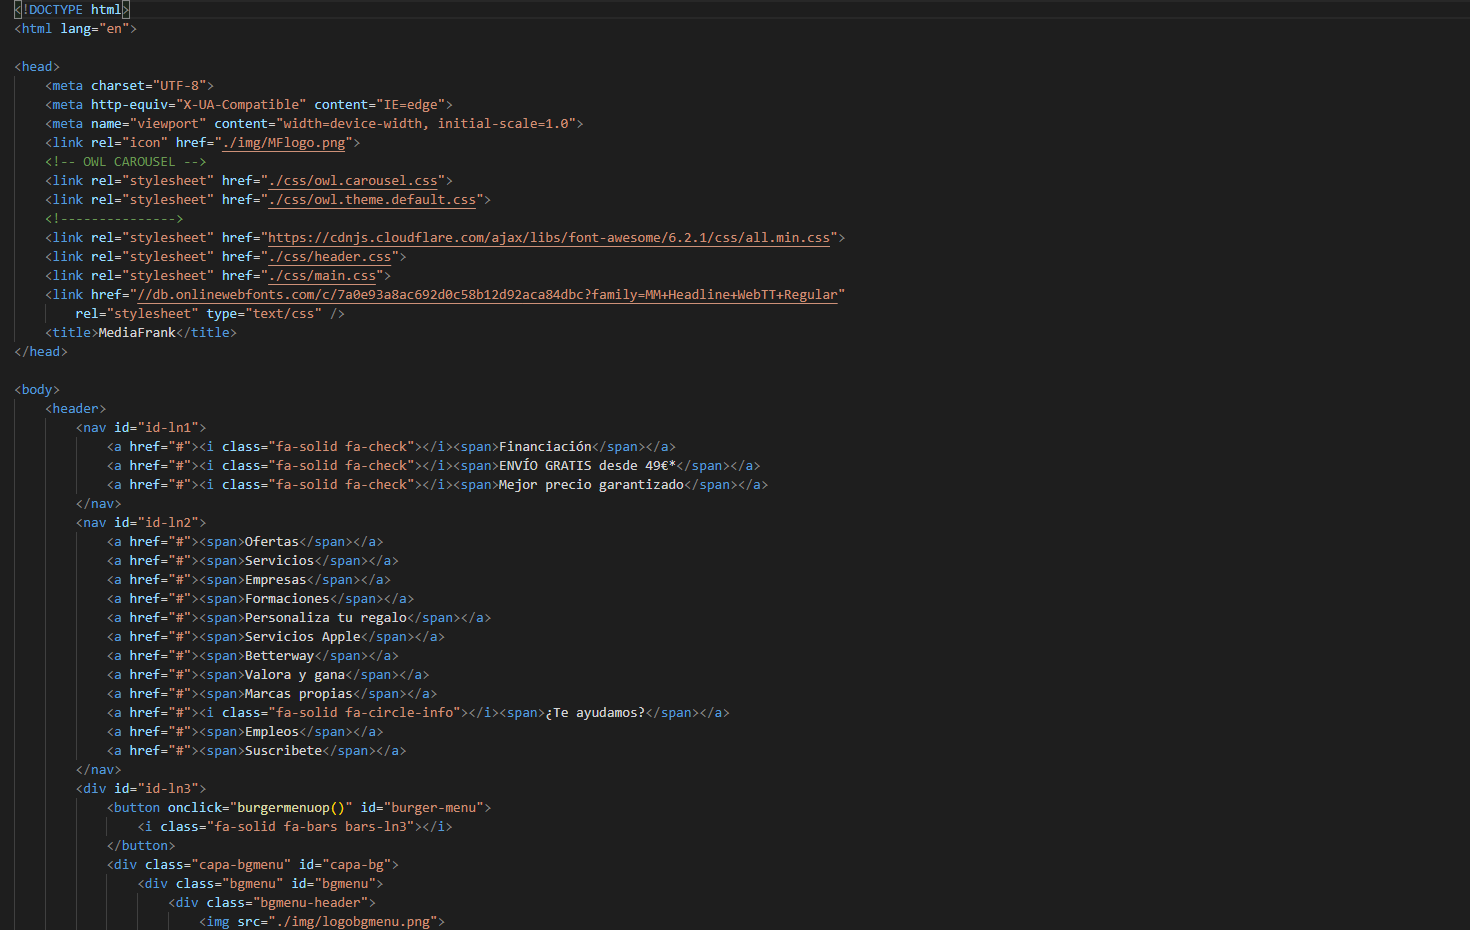 <!DOCTYPE html>
<html lang="en">
<head>
<meta charset="UTF-8">
<meta http-equiv="X-UA-Compatible" content="IE=edge">
<meta name="viewport" content="width=device-width, initial-scale=1.0">
<link rel="icon" href="./img/MFlogo.png">
<!-- OWL CAROUSEL -->
<link rel="stylesheet" href="./css/owl.carousel.css">
<link rel="stylesheet" href="./css/owl.theme.default.css">
<!--------------->
<link rel="stylesheet" href="https://cdnjs.cloudflare.com/ajax/libs/font-awesome/6.2.1/css/all.min.css">
<link rel="stylesheet" href="./css/header.css">
<link rel="stylesheet" href="./css/main.css">
<link href="//db.onlinewebfonts.com/c/7a0e93a8ac692d0c58b12d92aca84dbc?family=MM+Headline+WebTT+Regular"
rel="stylesheet" type="text/css" />
<title>MediaFrank</title>
</head>
<body>
<header>
<nav id="id-ln1">
<a href="#"><i class="fa-solid fa-check"></i><span>Financiación</span></a>
<a href="#"><i class="fa-solid fa-check"></i><span>ENVÍO GRATIS desde 49€*</span></a>
<a href="#"><i class="fa-solid fa-check"></i><span>Mejor precio garantizado</span></a>
</nav>
<nav id="id-ln2">
<a href="#"><span>Ofertas</span></a>
<a href="#"><span>Servicios</span></a>
<a href="#"><span>Empresas</span></a>
<a href="#"><span>Formaciones</span></a>
<a href="#"><span>Personaliza tu regalo</span></a>
<a href="#"><span>Servicios Apple</span></a>
<a href="#"><span>Betterway</span></a>
<a href="#"><span>Valora y gana</span></a>
<a href="#"><span>Marcas propias</span></a>
<a href="#"><i class="fa-solid fa-circle-info"></i><span>¿Te ayudamos?</span></a>
<a href="#"><span>Empleos</span></a>
<a href="#"><span>Suscribete</span></a>
</nav>
<div id="id-ln3">
<button onclick="burgermenuop()" id="burger-menu">
<i class="fa-solid fa-bars bars-ln3"></i>
</button>
<div class="capa-bgmenu" id="capa-bg">
<div class="bgmenu" id="bgmenu">
<div class="bgmenu-header">
<img src="./img/logobgmenu.png">